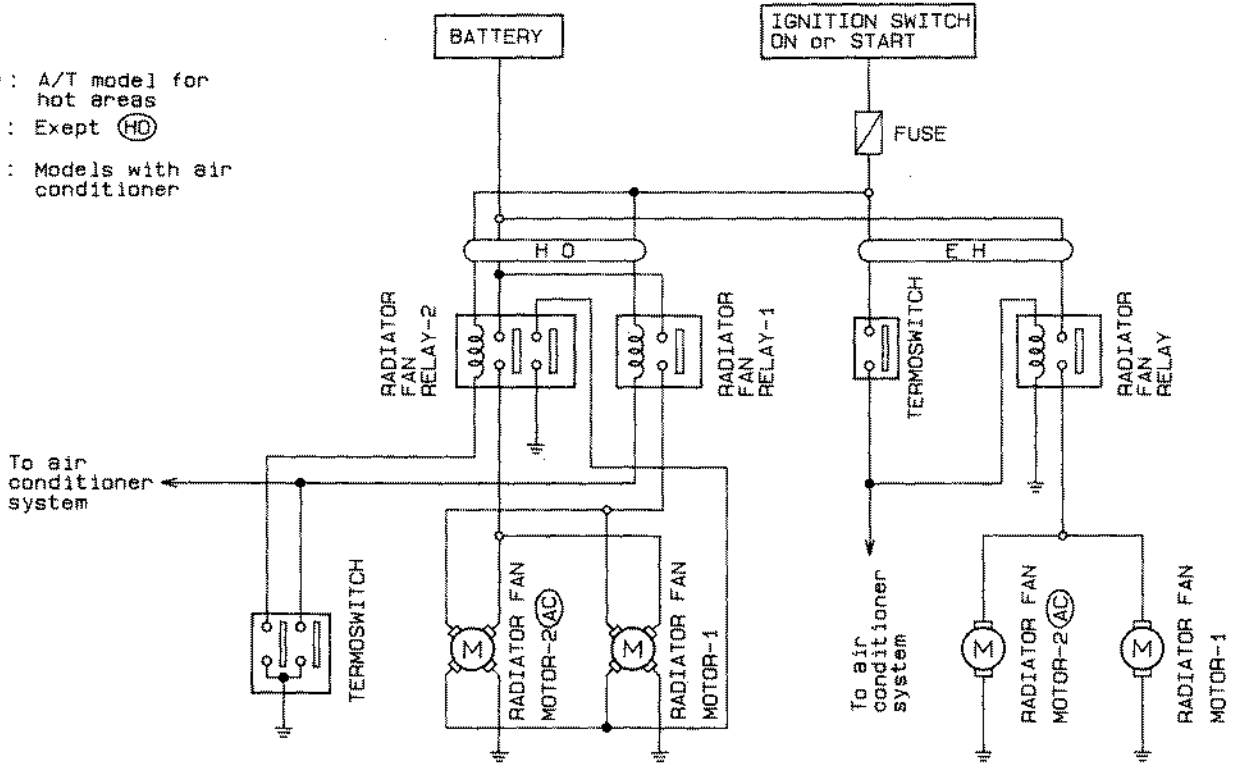 BATTERY
IGNITION SWITCH
ON or START
: A/T model for
hot areas
: Exept HO
: Models with air
conditioner
FUSE
H O
E H
RADIATOR
FAN
RELAY-2
RADIATOR
FAN
RELAY-1
TERMOSWITCH
RADIATOR
FAN
RELAY
To air
conditioner
system
TERMOSWITCH
M
RADIATOR FAN
MOTOR-2 AC
M
RADIATOR FAN
MOTOR-1
To air
conditioner
system
M
RADIATOR FAN
MOTOR-2 AC
M
RADIATOR FAN
MOTOR-1